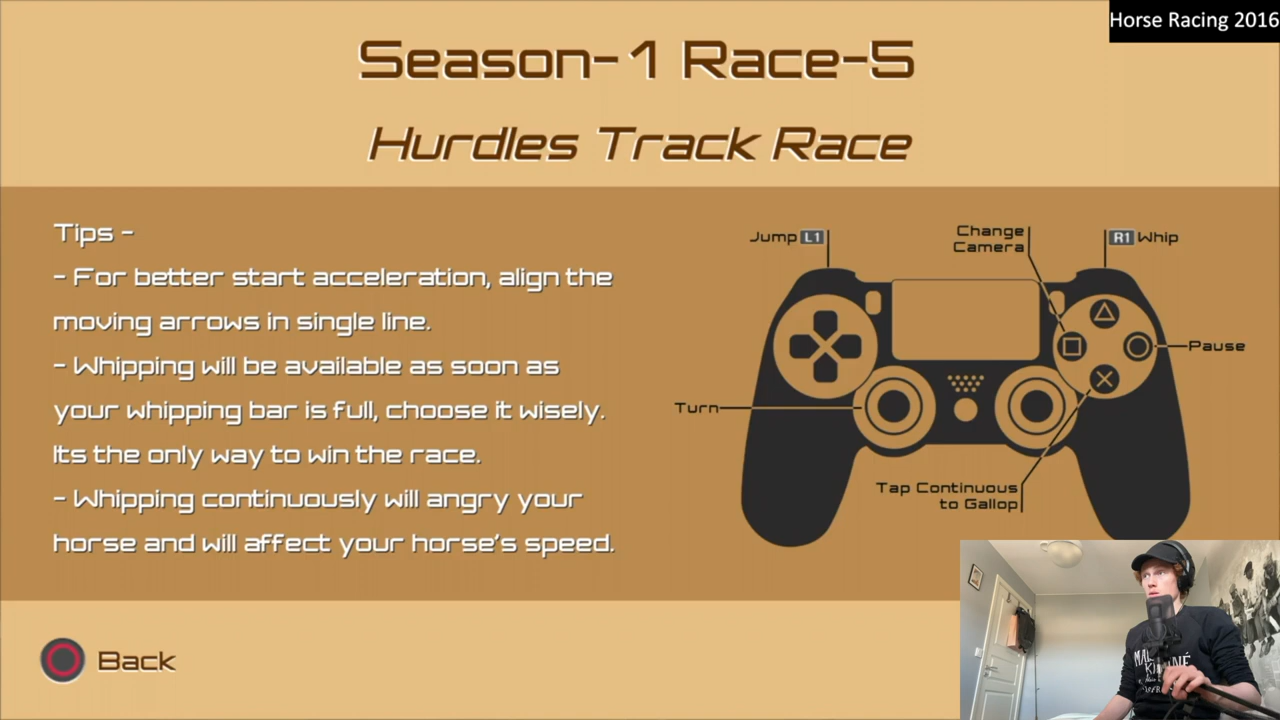 Horse Racing 2016
Season-1 Race-5
Hurdles Track Race
Tips -
- For better start acceleration, align the
moving arrows in single line.
- Whipping will be available as soon as
your whipping bar is full, choose it wisely.
Its the only way to win the race.
- Whipping continuously will angry your
horse and will affect your horse's speed.
Jump L1
Change
Camera
R1 Whip
Pause
Turn
Tap Continuous
to Gallop
Back